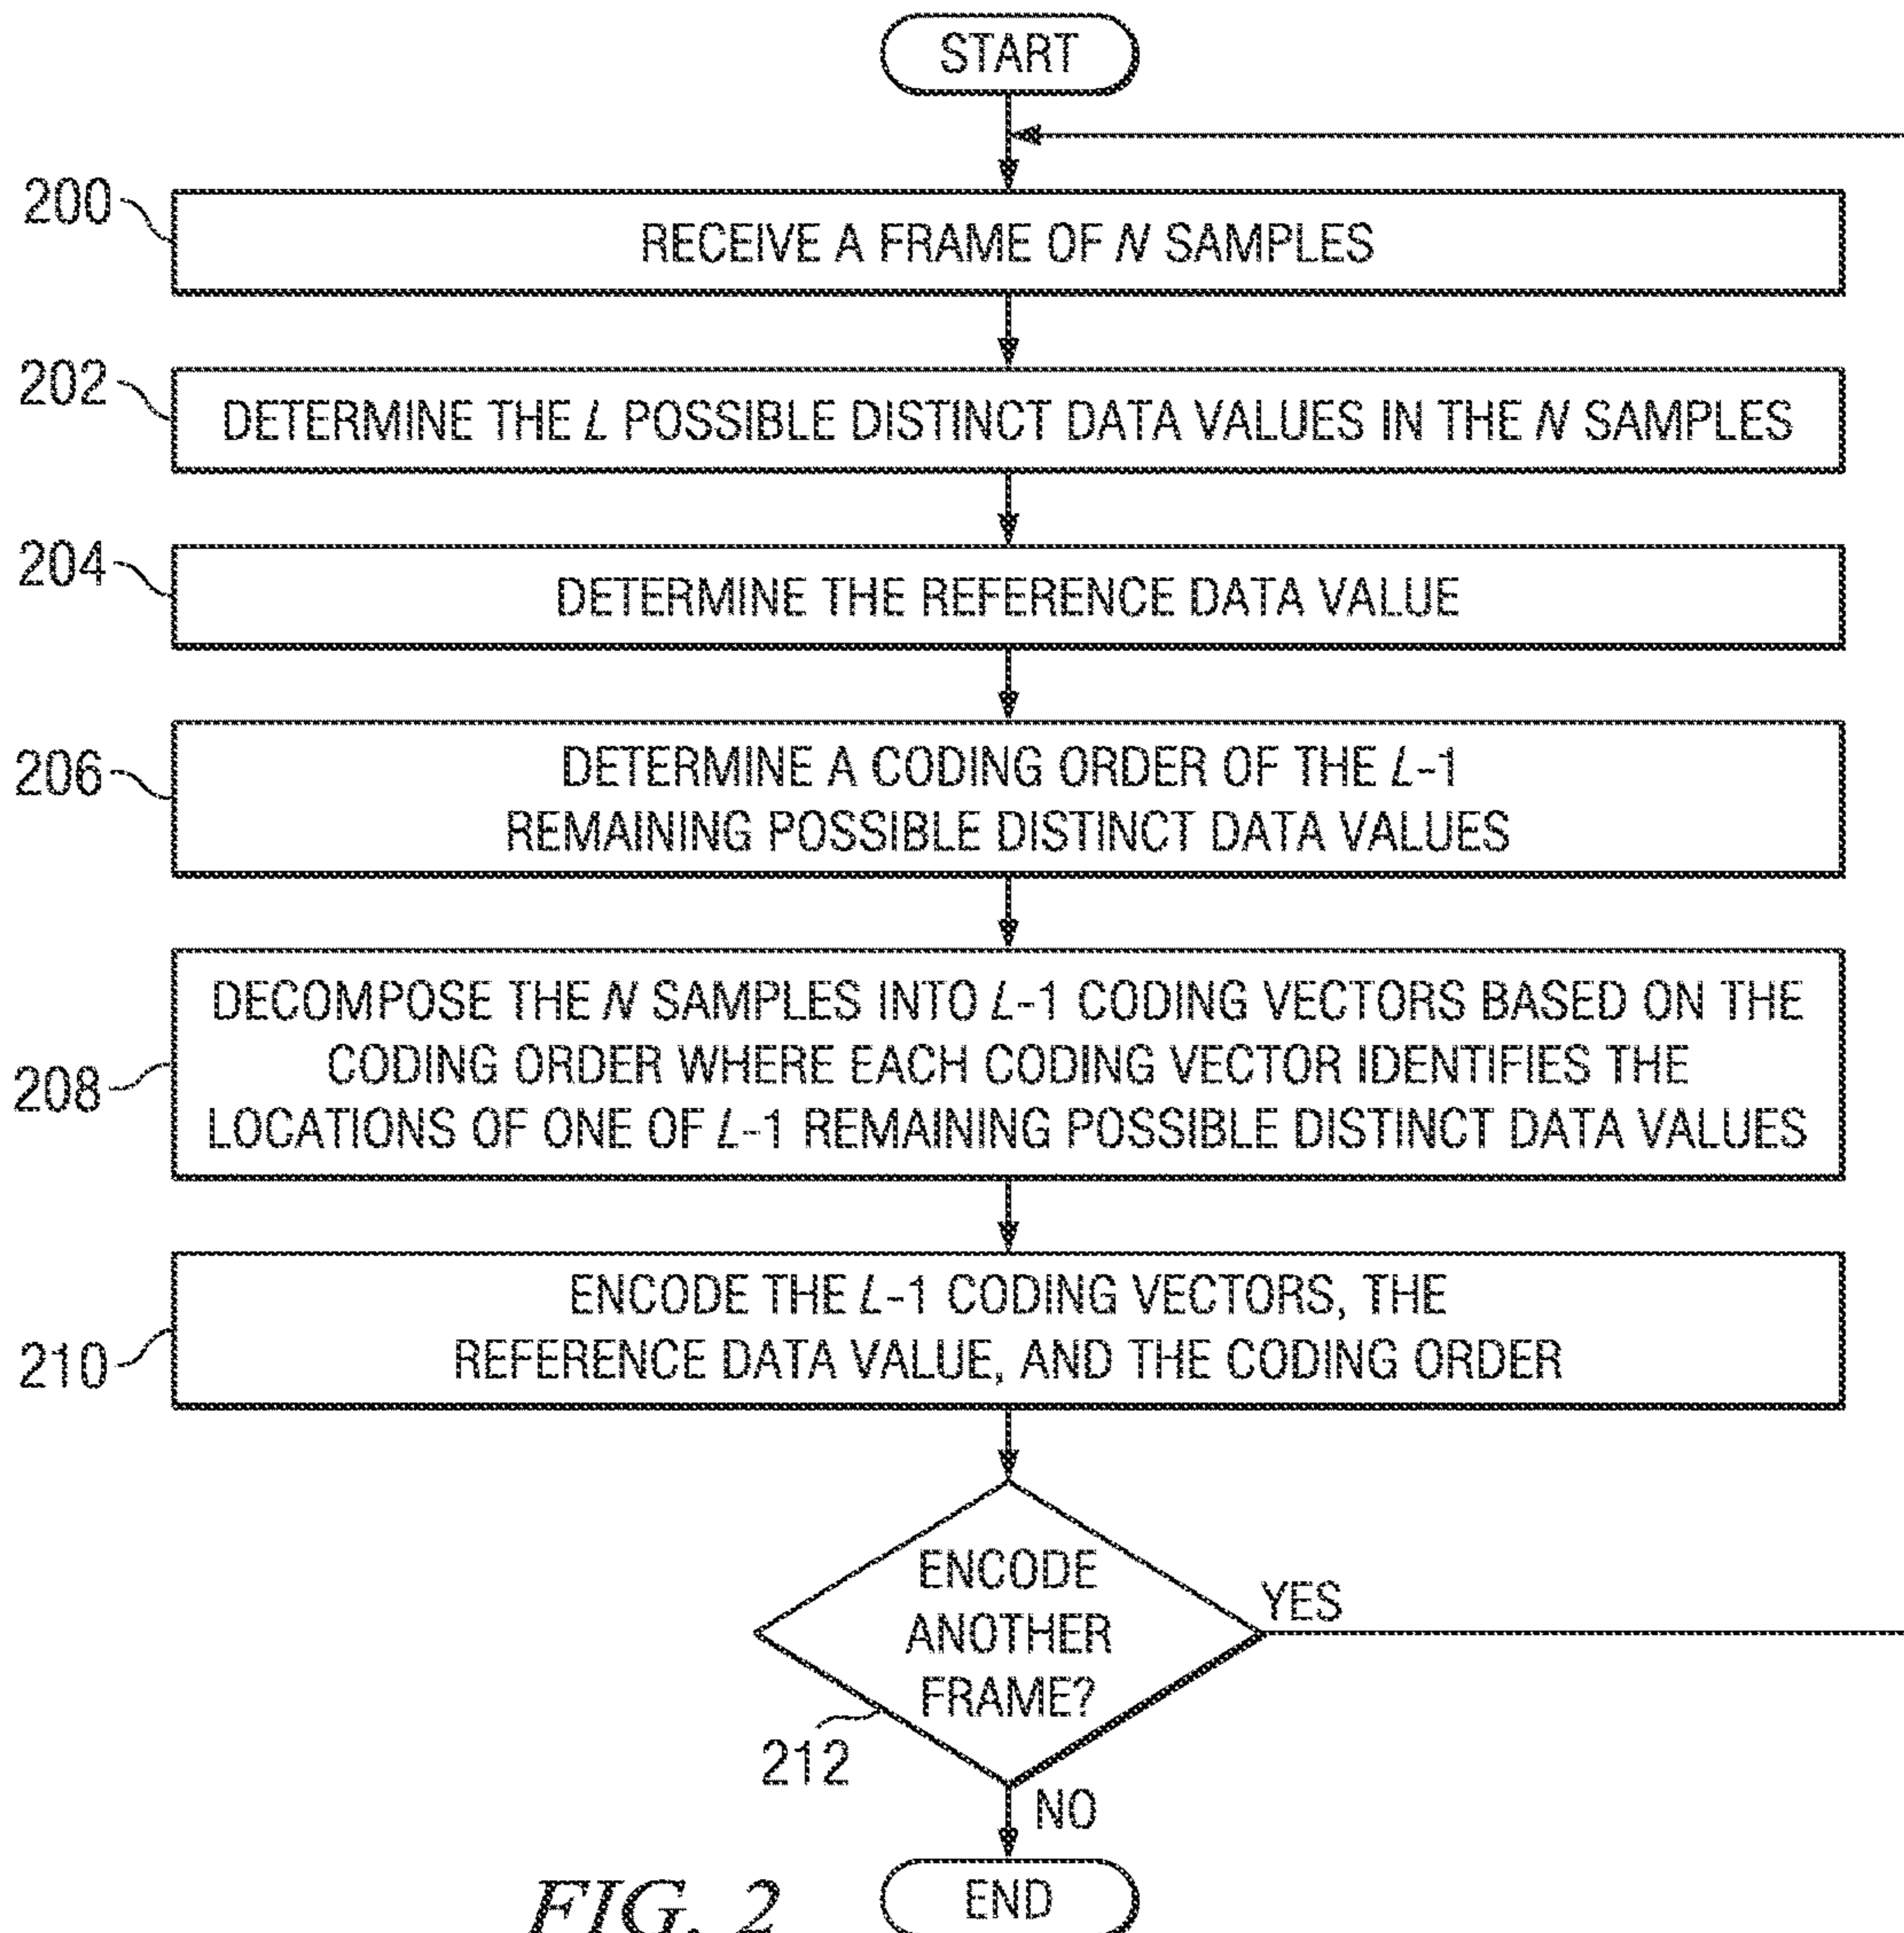 START
200
RECEIVE A FRAME OF N SAMPLES
202
DETERMINE THE L POSSIBLE DISTINCT DATA VALUES IN THE N SAMPLES
204
DETERMINE THE REFERENCE DATA VALUE
206
DETERMINE A CODING ORDER OF THE L-1
REMAINING POSSIBLE DISTINCT DATA VALUES
208
DECOMPOSE THE N SAMPLES INTO L-1 CODING VECTORS BASED ON THE
CODING ORDER WHERE EACH CODING VECTOR IDENTIFIES THE
LOCATIONS OF ONE OF L-1 REMAINING POSSIBLE DISTINCT DATA VALUES
210
ENCODE THE L-1 CODING VECTORS, THE
REFERENCE DATA VALUE, AND THE CODING ORDER
ENCODE
ANOTHER
FRAME?
YES
212
NO
FIG. 2
END